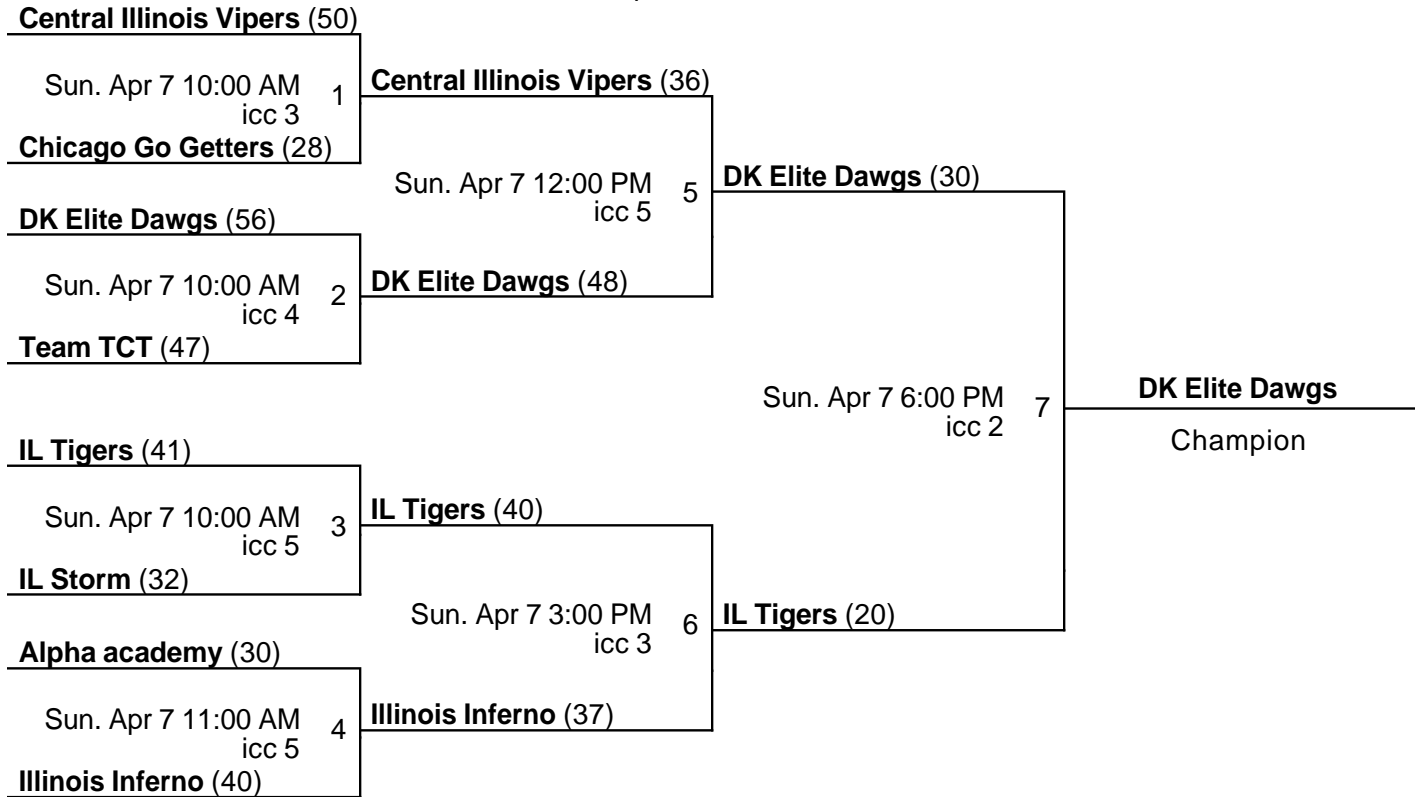 Central Illinois Vipers (50)
Sun. Apr 7 10:00 AM 1
icc 3
Chicago Go Getters (28)
Central Illinois Vipers (36)
DK Elite Dawgs (56)
Sun. Apr 7 10:00 AM 2
icc 4
Team TCT (47)
DK Elite Dawgs (48)
Sun. Apr 7 12:00 PM 5
icc 5
DK Elite Dawgs (30)
IL Tigers (41)
Sun. Apr 7 10:00 AM 3
icc 5
IL Storm (32)
IL Tigers (40)
Alpha academy (30)
Sun. Apr 7 11:00 AM 4
icc 5
Illinois Inferno (40)
Illinois Inferno (37)
Sun. Apr 7 3:00 PM 6
icc 3
IL Tigers (20)
Sun. Apr 7 6:00 PM 7
icc 2
DK Elite Dawgs
Champion